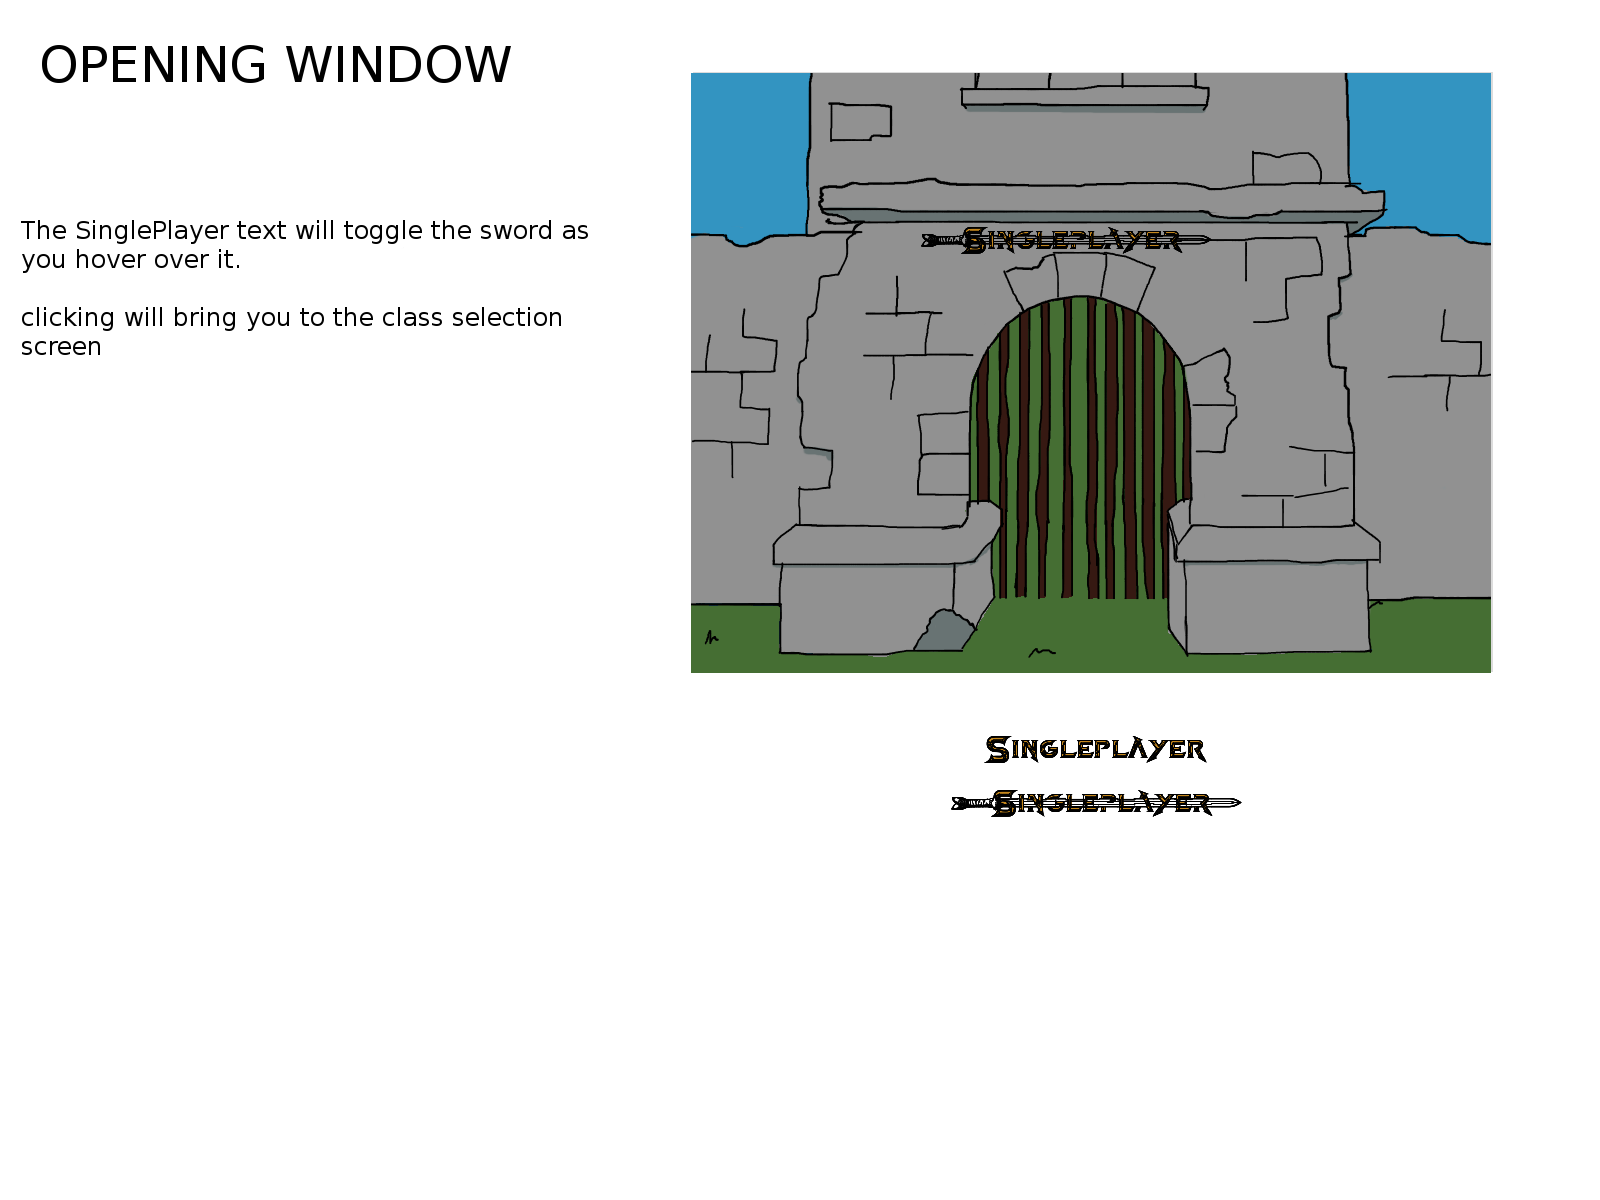 OPENING WINDOW
The SinglePlayer text will toggle the sword as
you hover over it.
clicking will bring you to the class selection
screen
SINGLEPLAYER
SINGLEPLAYER
SINGLEPLAYER